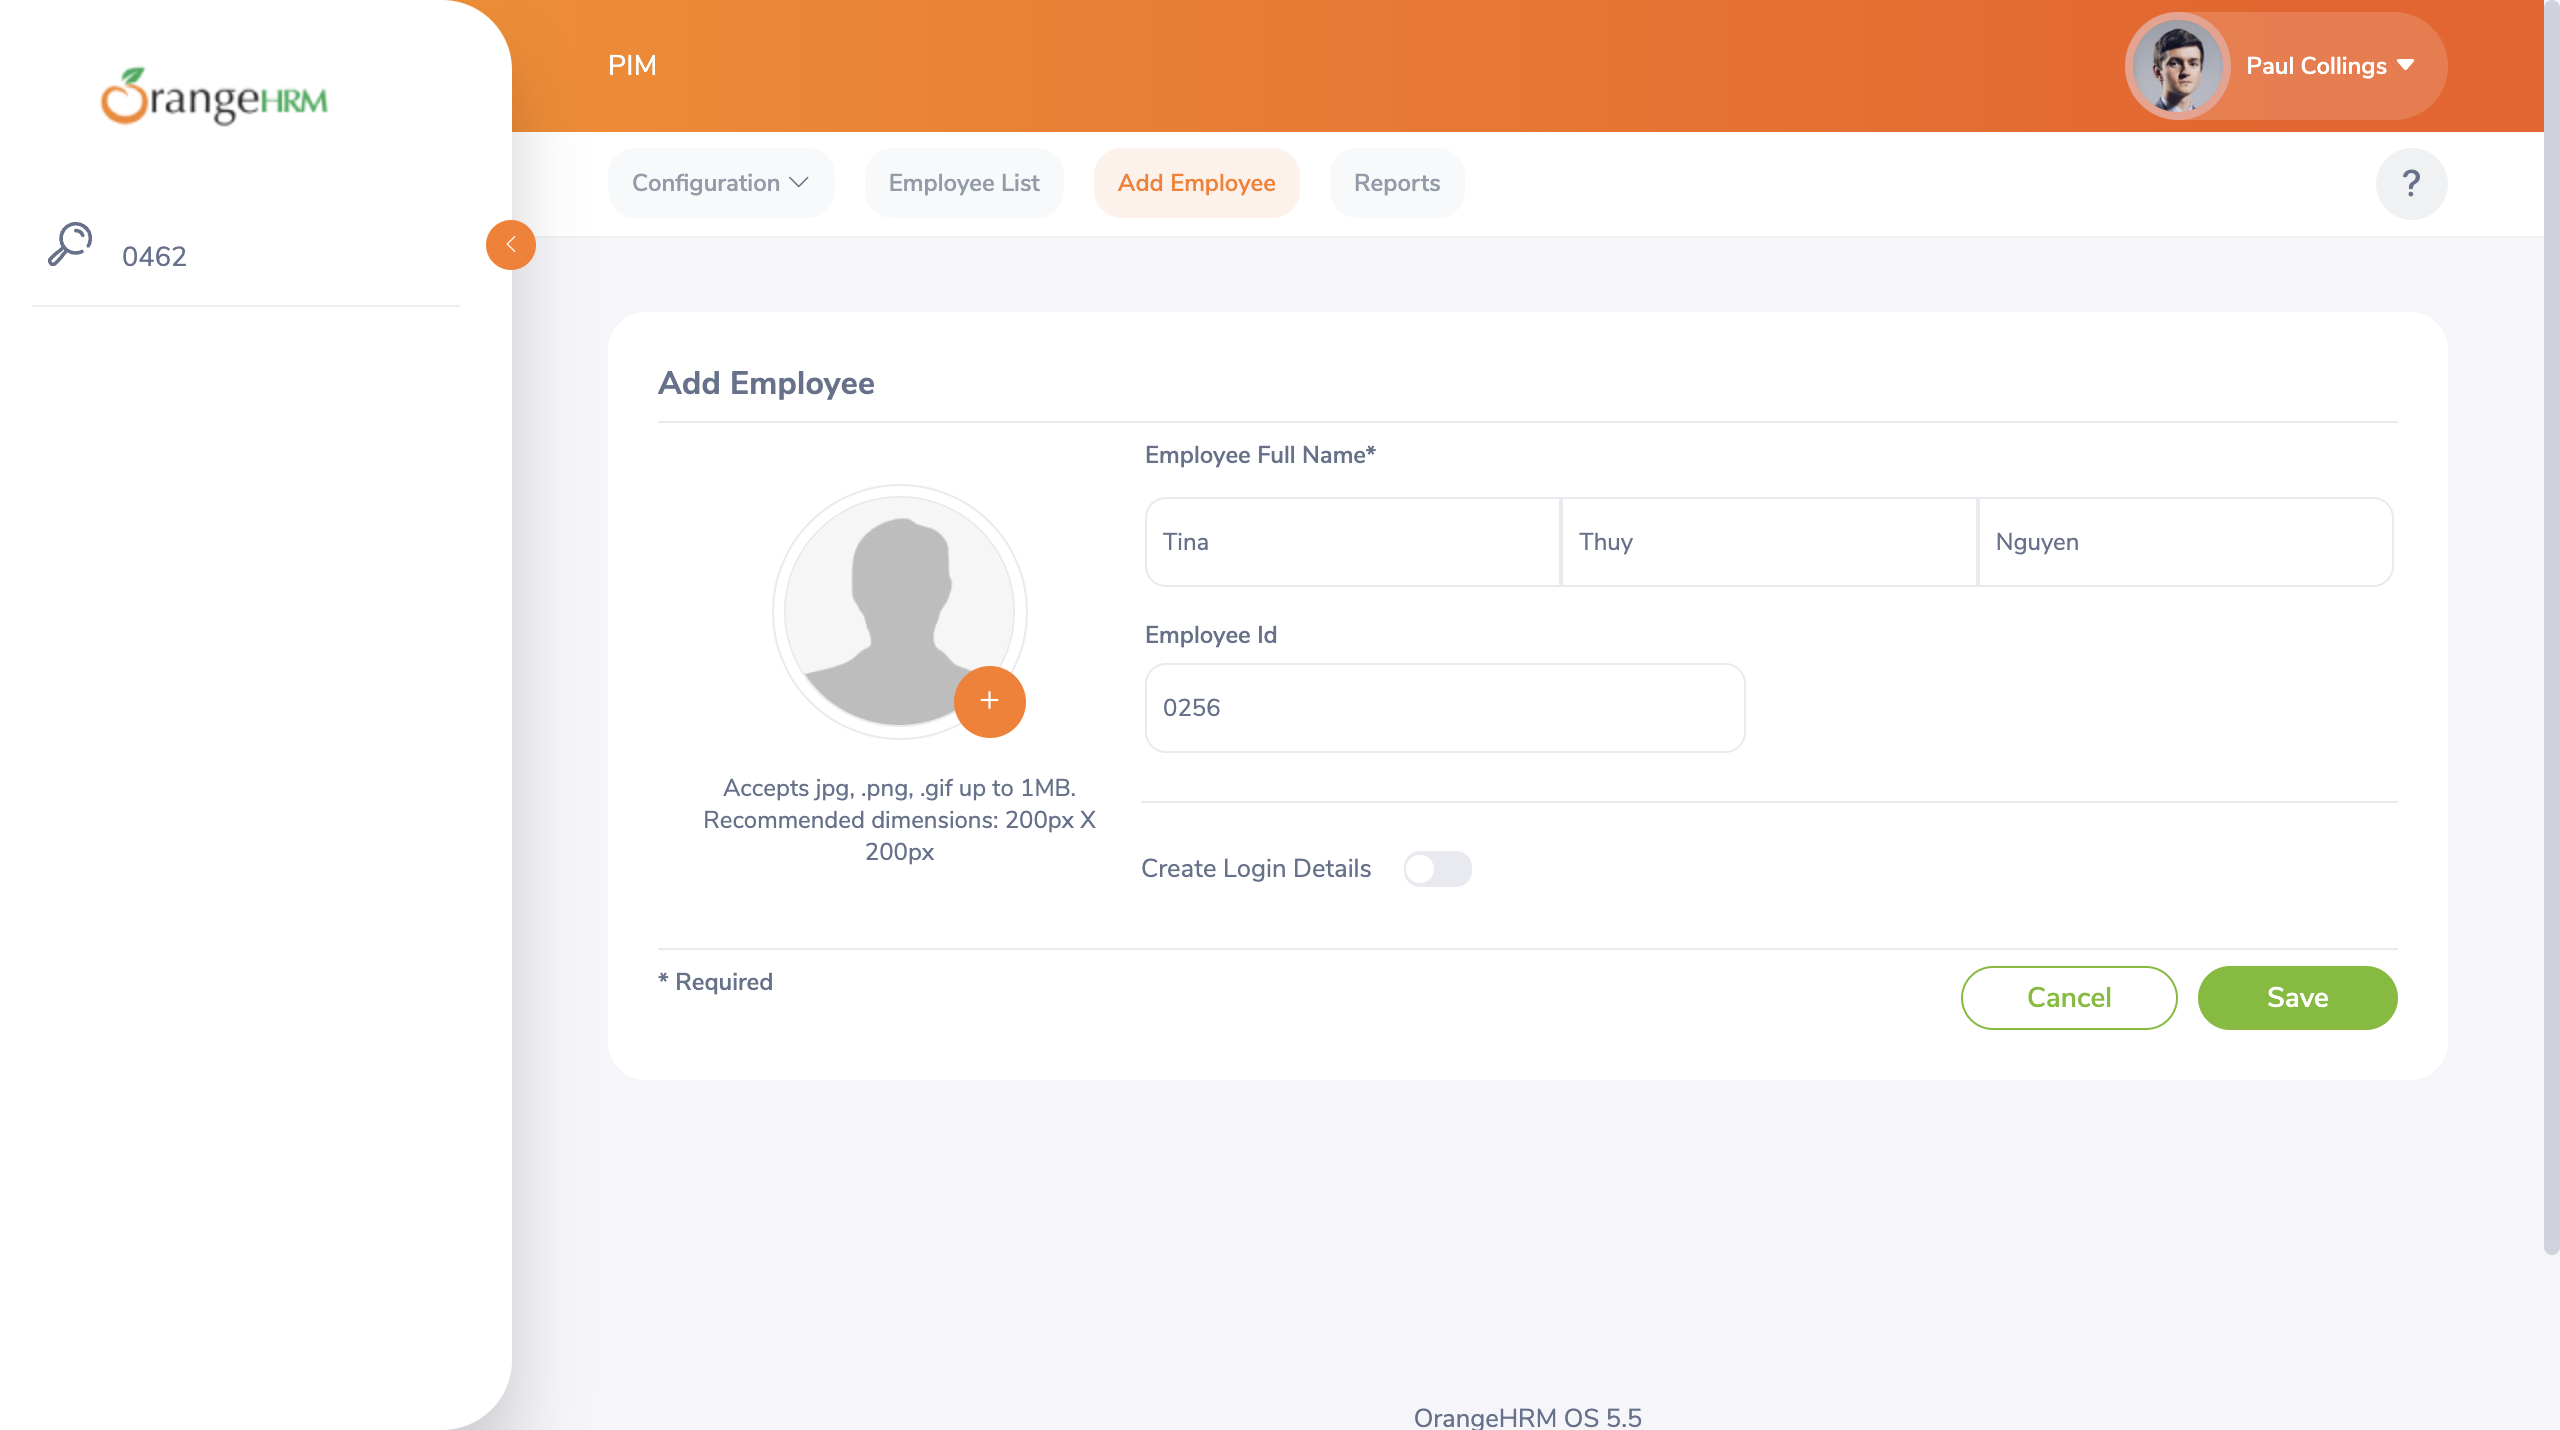 OrangeHRM
0462
PIM
Paul Collings
Configuration
Employee List
Add Employee
Reports
?
Add Employee
Employee Full Name*
Tina
Thuy
Nguyen
Employee Id
0256
Accepts jpg, .png, .gif up to 1MB.
Recommended dimensions: 200px X
200px
Create Login Details
* Required
Cancel
Save
OrangeHRM OS 5.5